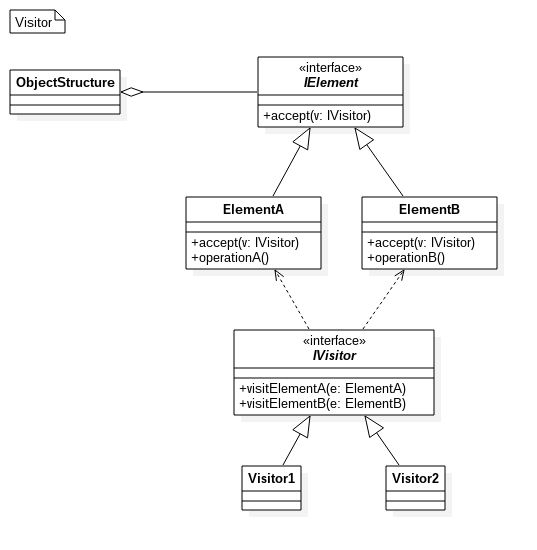 Visitor
ObjectStructure
«interface»
IElement
+accept(v: IVisitor)
ElementA
+accept(v: IVisitor)
+operationA()
ElementB
+accept(v: IVisitor)
+operationB()
«interface»
IVisitor
+visitElementA(e: ElementA)
+visitElementB(e: ElementB)
Visitor1
Visitor2